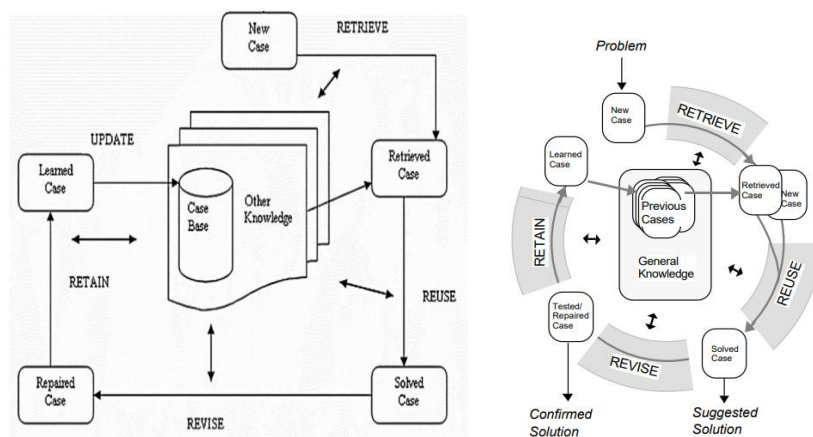 New
Case
RETRIEVE
UPDATE
Learned
Case
Case
Base
Other
Knowledge
Retrieved
Case
RETAIN
REUSE
Repaired
Case
REVISE
Solved
Case
Problem
New
Case
RETRIEVE
Learned
Case
Previous
Cases
Retrieved
Case
New
Case
General
Knowledge
RETAIN
REUSE
Tested/
Repaired
Case
REVISE
Solved
Case
Confirmed
Solution
Suggested
Solution